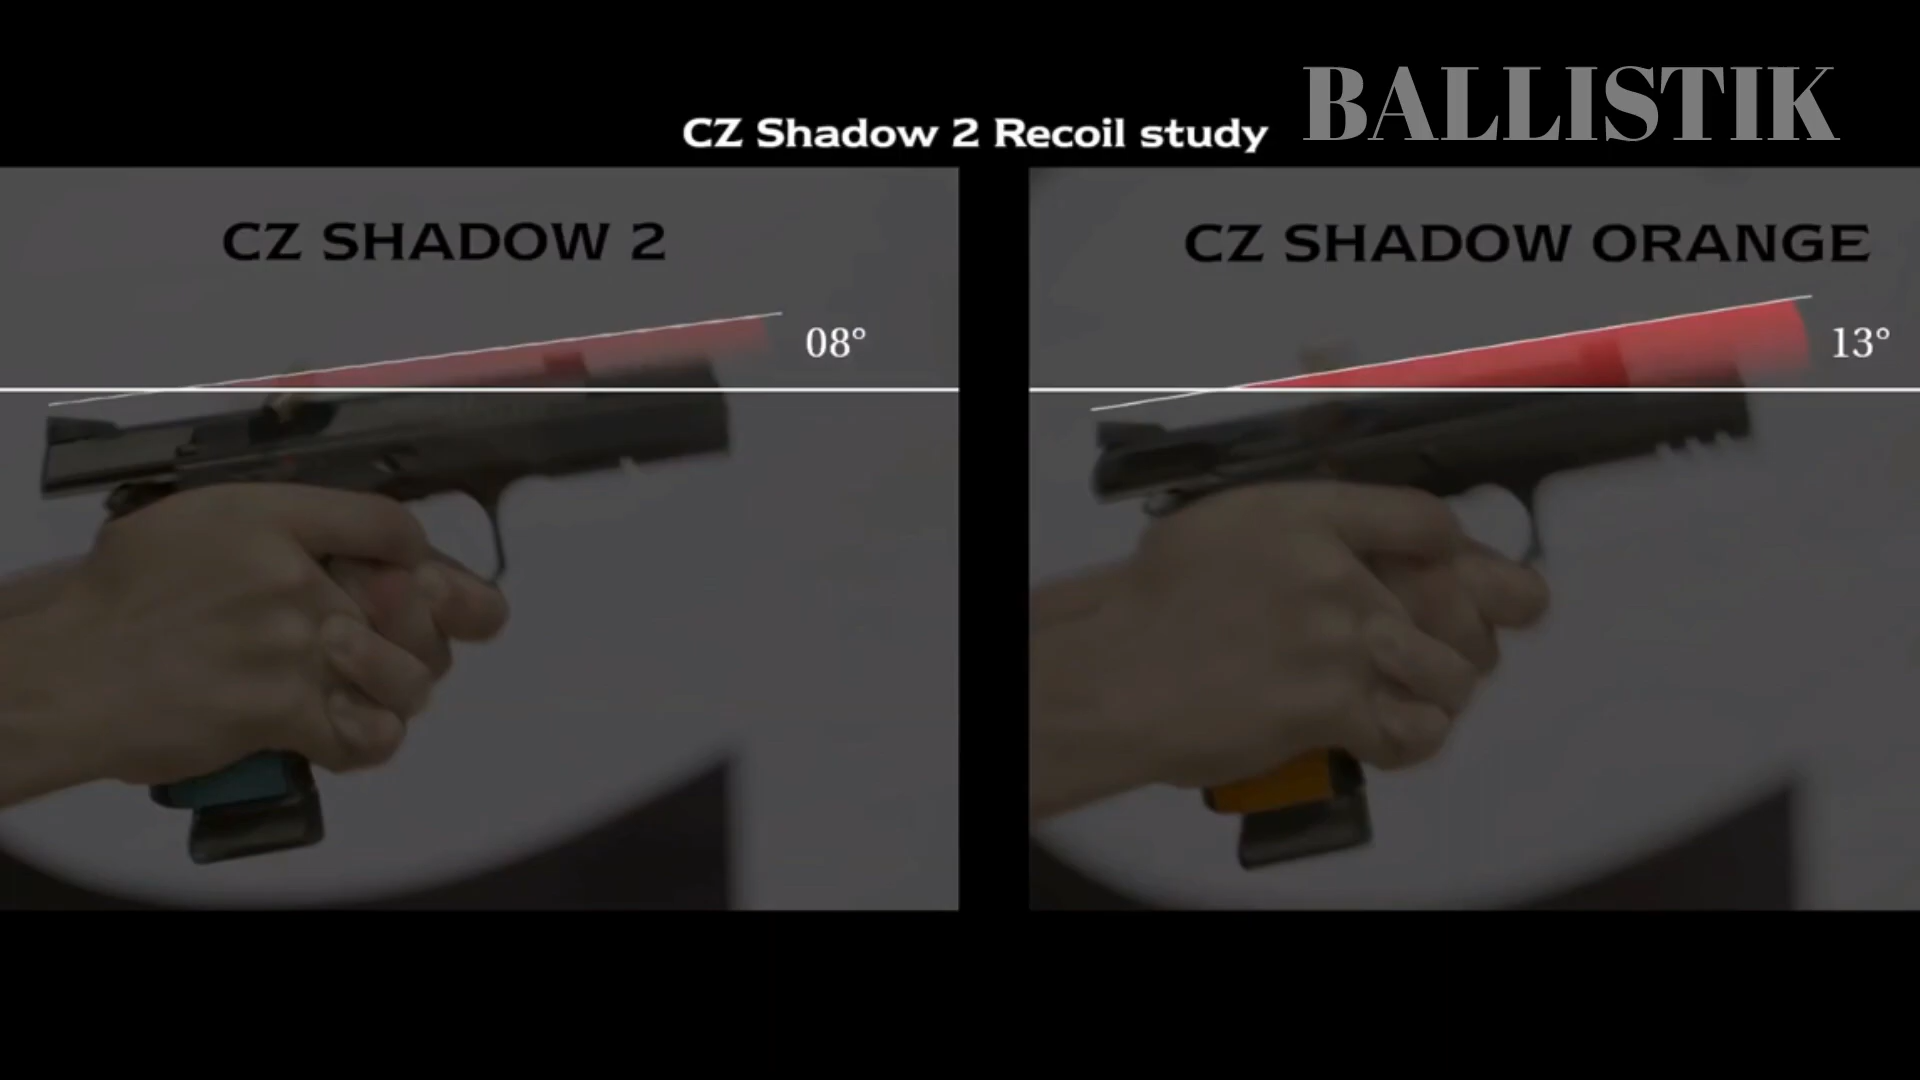 BALLISTIK
CZ Shadow 2 Recoil study
CZ SHADOW 2
CZ SHADOW ORANGE
08°
13°